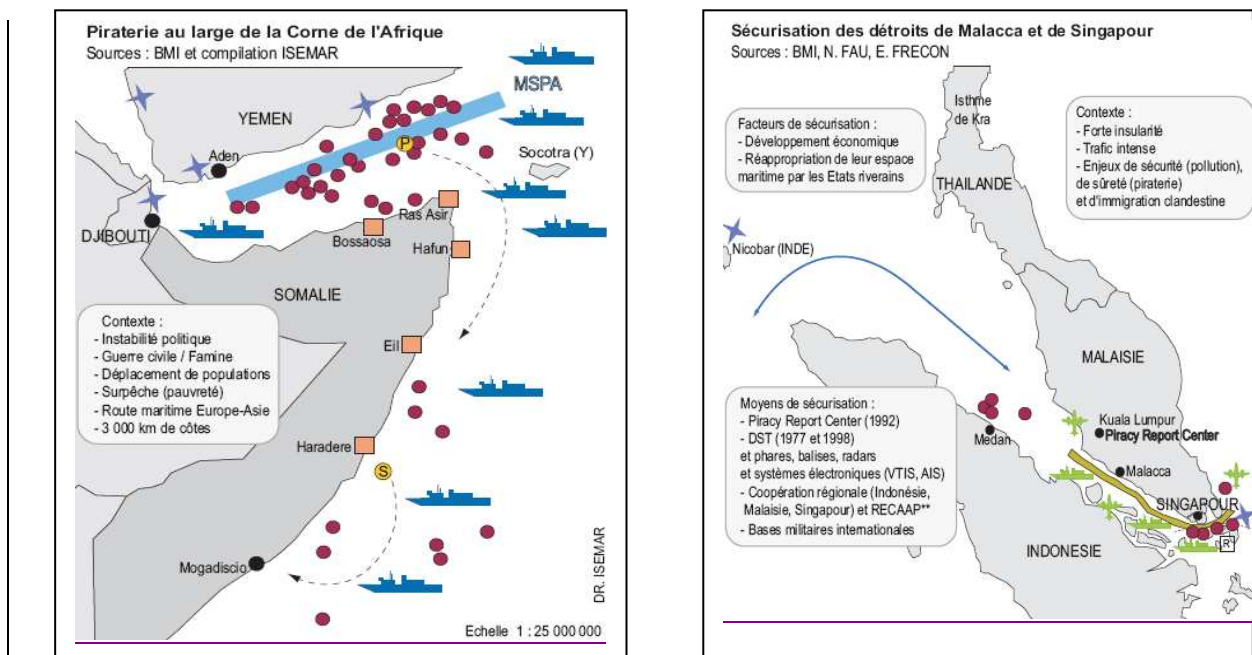 Piraterie au large de la Corne de l'Afrique
Sources : BMI et compilation ISEMAR
MSPA
YEMEN
P
Aden
Socotra (Y)
DJIBOUTI
Ras Asir
Bossaosa
Hafun
SOMALIE
Contexte :
- Instabilité politique
- Guerre civile / Famine
- Déplacement de populations
- Surpêche (pauvreté)
- Route maritime Europe-Asie
- 3 000 km de côtes
Eil
Haradere
S
Mogadiscio
DR. ISEMAR
Echelle 1 : 25 000 000
Sécurisation des détroits de Malacca et de Singapour
Sources : BMI, N. FAU, E. FRECON
Isthme
de Kra
Facteurs de sécurisation :
- Développement économique
- Réappropriation de leur espace
maritime par les Etats riverains
Contexte :
- Forte insularité
- Trafic intense
- Enjeux de sécurité (pollution),
de sûreté (piraterie)
et d'immigration clandestine
THAILANDE
Nicobar (INDE)
MALAISIE
Moyens de sécurisation :
- Piracy Report Center (1992)
- DST (1977 et 1998)
et phares, balises, radars
et systèmes électroniques (VTIS, AIS)
- Coopération régionale (Indonésie,
Malaisie, Singapour) et RECAAP**
- Bases militaires internationales
Medan
Kuala Lumpur
Piracy Report Center
Malacca
SINGAPOUR
R
INDONESIE